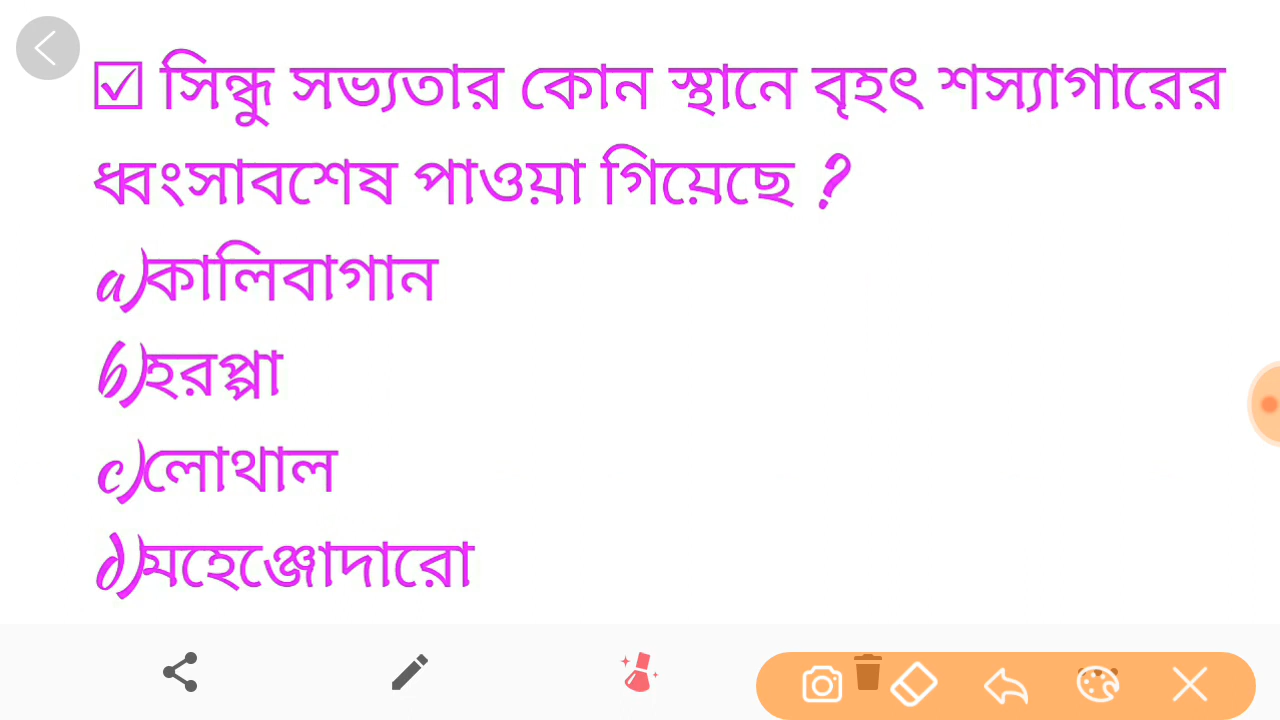 ☑ সিন্ধু সভ্যতার কোন স্থানে বৃহৎ শস্যাগারের
ধ্বংসাবশেষ পাওয়া গিয়েছে ?
a)কালিবাগান
b)হরপ্পা
c)লোথাল
d)মহেঞ্জোদারো